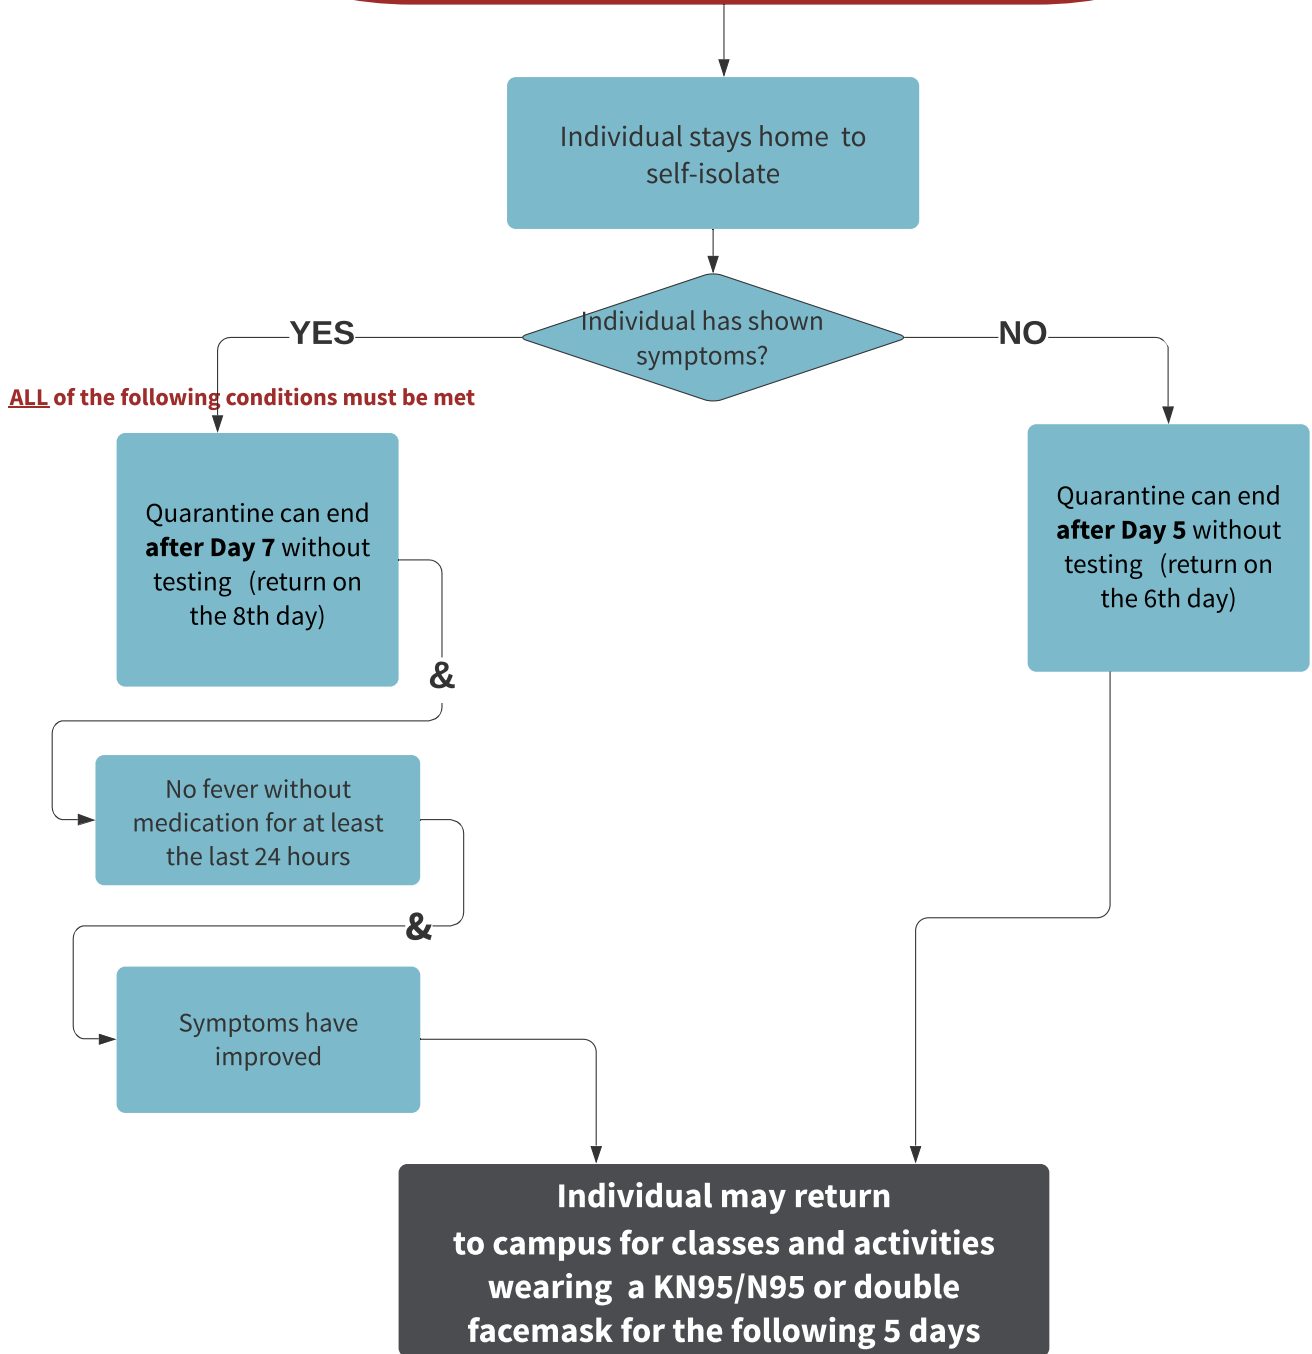 Individual stays home  to
self-isolate
Individual has shown
symptoms?
YES
NO
ALL of the following conditions must be met
Quarantine can end
after Day 7 without
testing   (return on
the 8th day)
Quarantine can end
after Day 5 without
testing   (return on
the 6th day)
&
No fever without
medication for at least
the last 24 hours
&
Symptoms have
improved
Individual may return
to campus for classes and activities
wearing  a KN95/N95 or double
facemask for the following 5 days